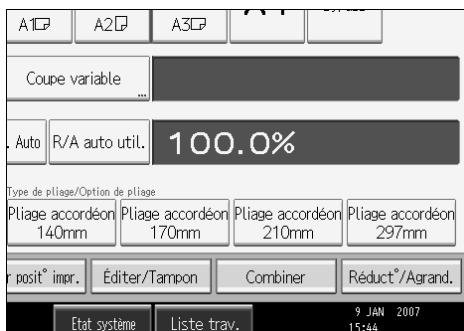 A1 A2 A3
Coupe variable
...
. Auto R/A auto util. 100.0%
Type de pliage/Option de pliage
Pliage accordéon 140mm Pliage accordéon 170mm Pliage accordéon 210mm Pliage accordéon 297mm
r posit° impr. Éditer/Tampon Combiner Réduct°/Agrand.
Etat système Liste trav. 9 JAN 2007
15:44